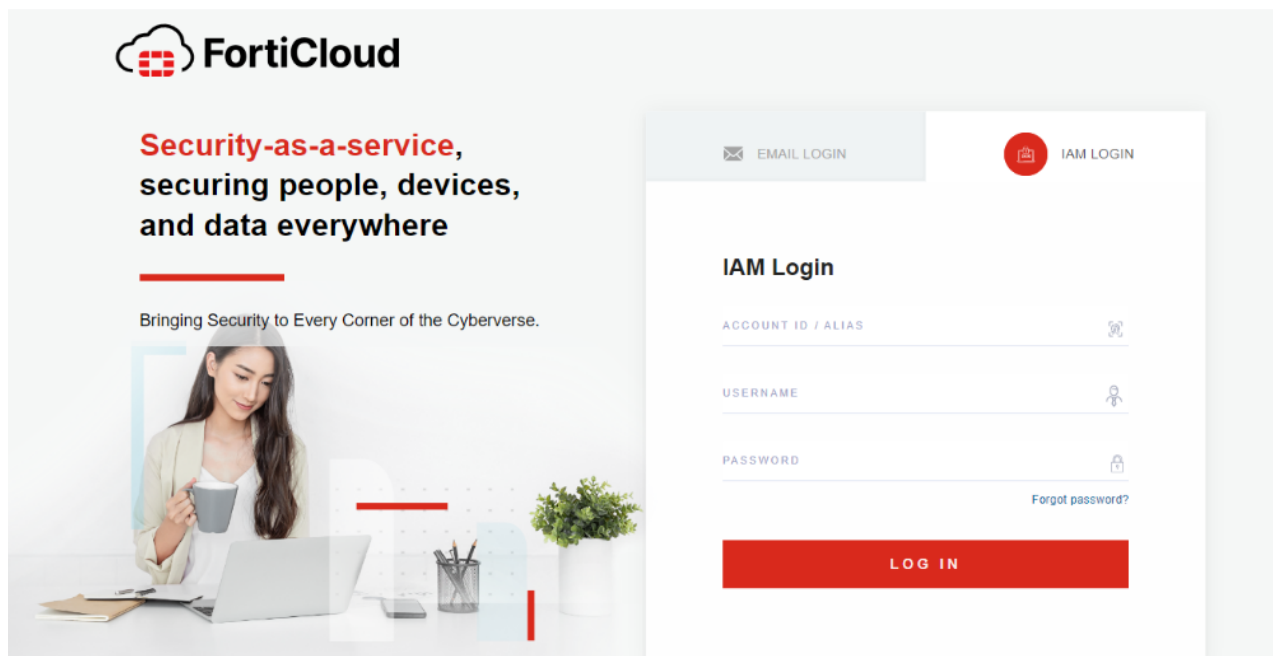 FortiCloud
Security-as-a-service,
securing people, devices,
and data everywhere
Bringing Security to Every Corner of the Cyberverse.
EMAIL LOGIN
IAM LOGIN
IAM Login
ACCOUNT ID / ALIAS
USERNAME
PASSWORD
Forgot password?
LOG IN